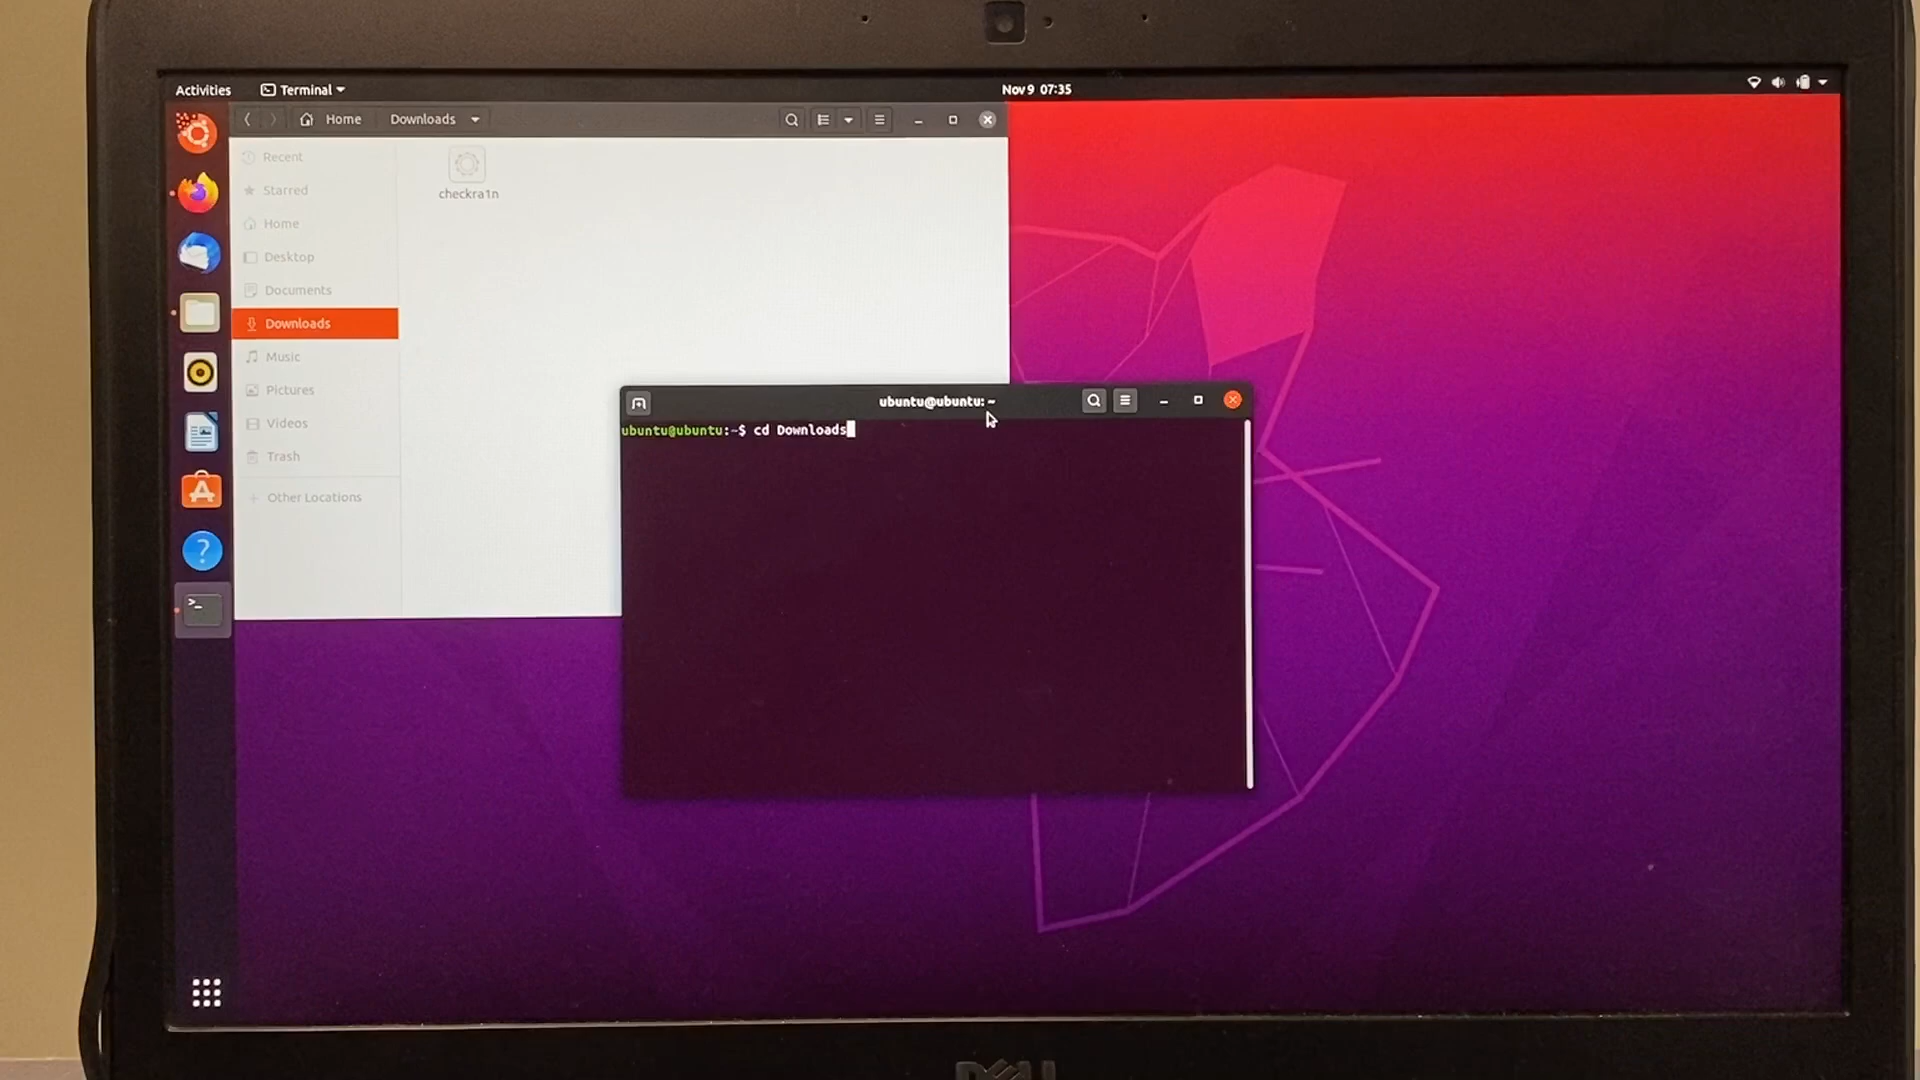 Activities
Terminal
Nov 9 07:35
Home
Downloads
Recent
Starred
Home
Desktop
Documents
Downloads
Music
Pictures
Videos
Trash
Other Locations
checkra1n
ubuntu@ubuntu: ~
ubuntu@ubuntu:~$ cd Downloads
DELL